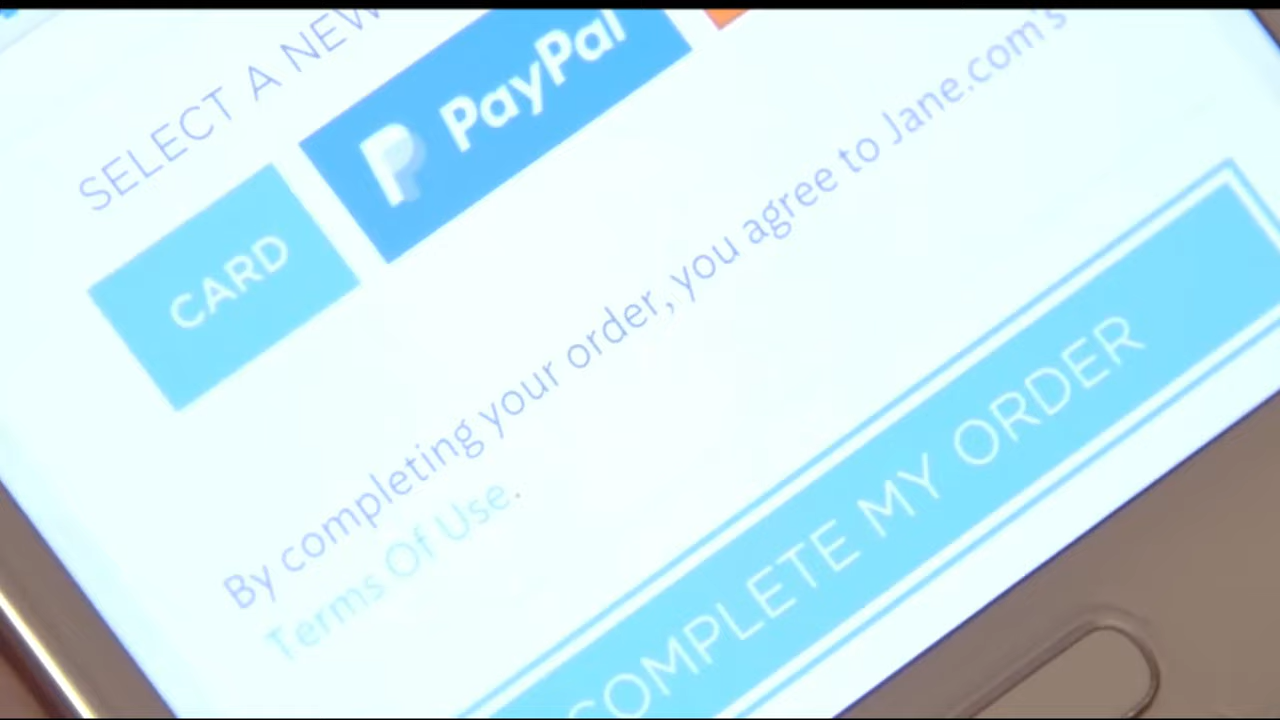 SELECT A NEW
CARD
PayPal
By completing your order, you agree to Jane.com's
Terms Of Use.
COMPLETE MY ORDER